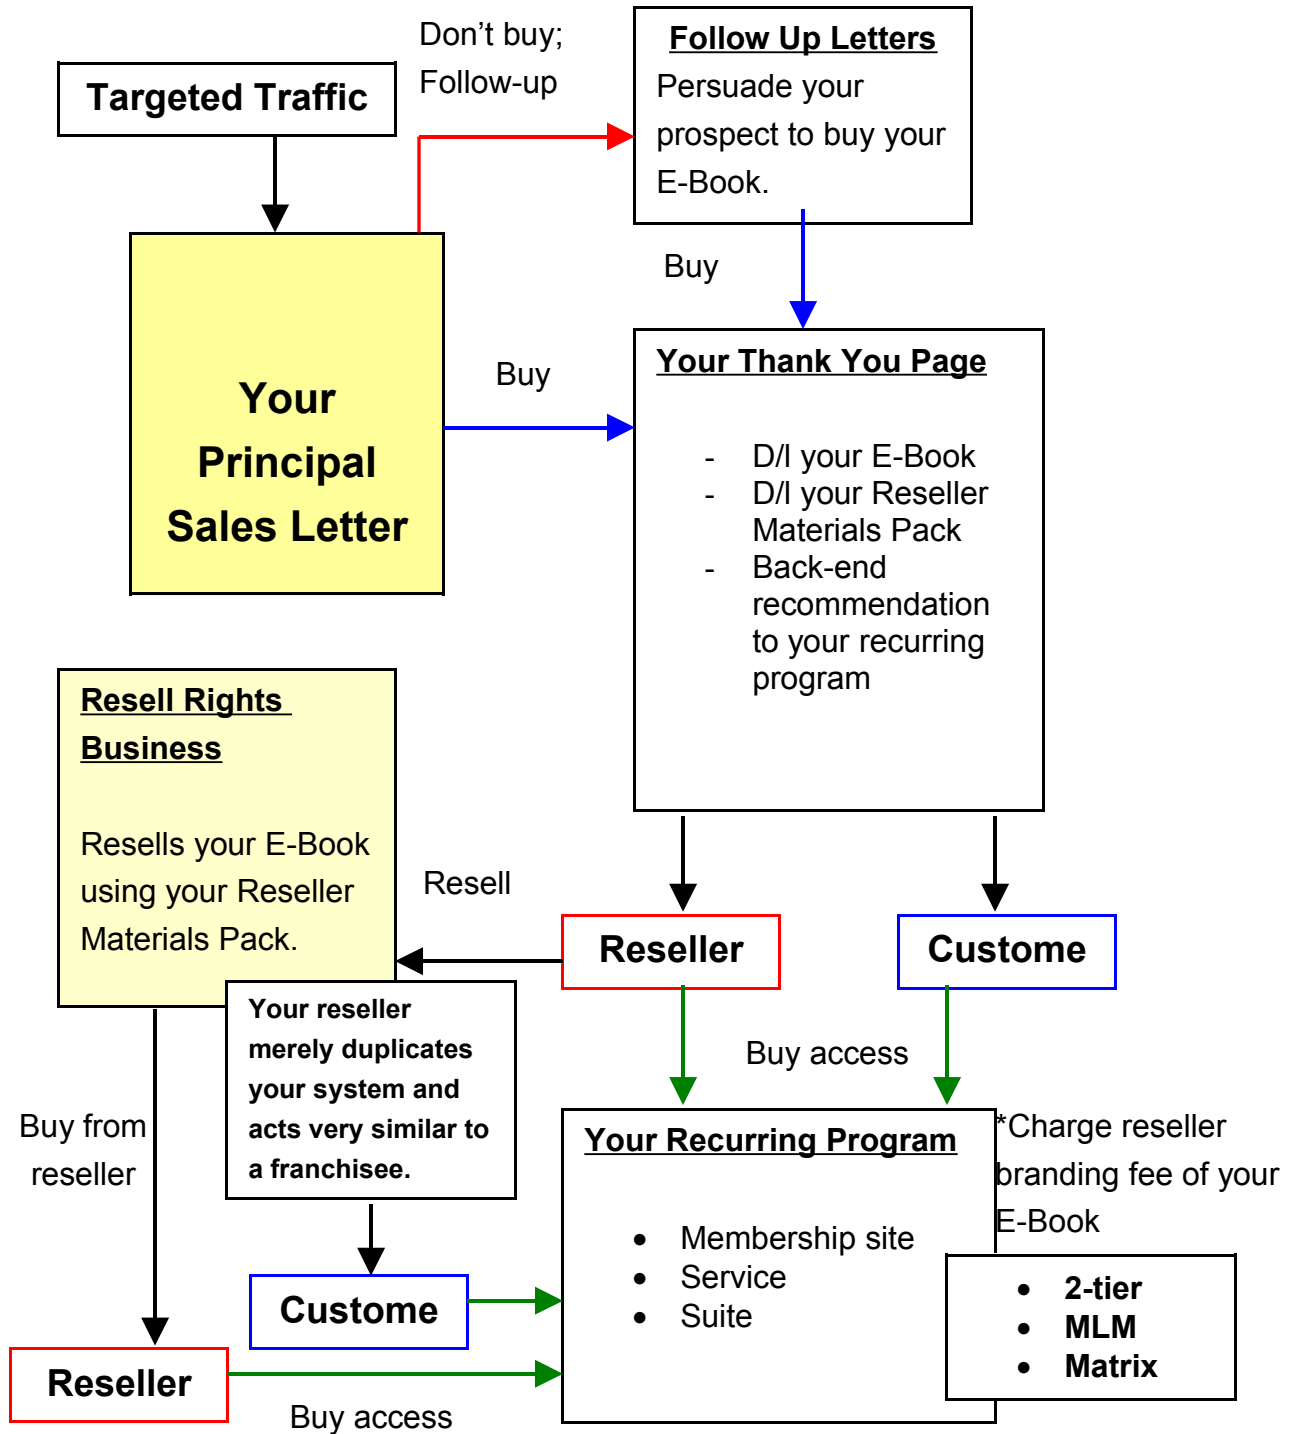 Don’t buy;
Follow-up
Follow Up Letters
Persuade your
prospect to buy your
E-Book.
Targeted Traffic
Buy
Your
Principal
Sales Letter
Buy
Your Thank You Page
- D/l your E-Book
- D/l your Reseller
Materials Pack
- Back-end
recommendation
to your recurring
program
Resell Rights
Business
Resells your E-Book
using your Reseller
Materials Pack.
Resell
Reseller
Custome
Your reseller
merely duplicates
your system and
acts very similar to
a franchisee.
Buy access
Buy from
reseller
Your Recurring Program
• Membership site
• Service
• Suite
*Charge reseller
branding fee of your
E-Book
• 2-tier
• MLM
• Matrix
Custome
Reseller
Buy access